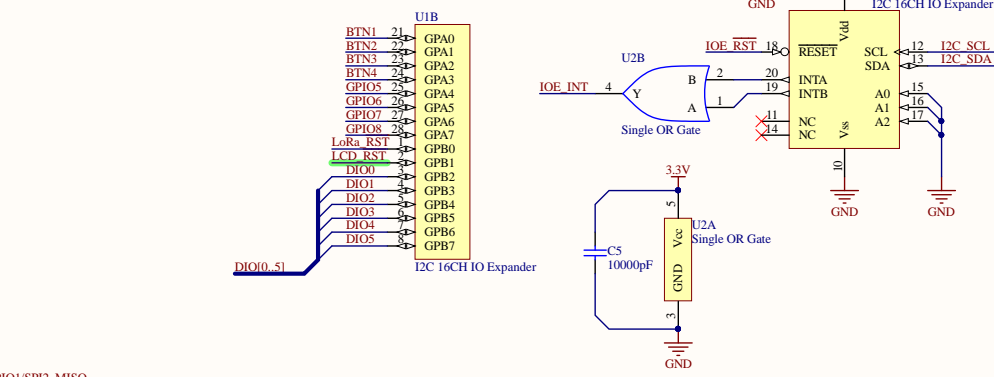 GND
I2C 16CH IO Expander
U1B
BTN1 21 GPA0
BTN2 22 GPA1
BTN3 23 GPA2
BTN4 24 GPA3
GPIO5 25 GPA4
GPIO6 26 GPA5
GPIO7 27 GPA6
GPIO8 28 GPA7
LoRa_RST 1 GPB0
LCD_RST 2 GPB1
DIO0 3 GPB2
DIO1 4 GPB3
DIO2 5 GPB4
DIO3 6 GPB5
DIO4 7 GPB6
DIO5 8 GPB7
DIO[0..5]
I2C 16CH IO Expander
U2B
IOE_INT 4 Y
B 2
A 1
Single OR Gate
IOE_RST 18 RESET
20 INTA
19 INTB
11 NC
14 NC
Vdd
Vss
10
GND
SCL 12 I2C_SCL
SDA 13 I2C_SDA
A0 15
A1 16
A2 17
GND
3.3V
5
Vcc
GND
3
U2A
Single OR Gate
C5
10000pF
GND